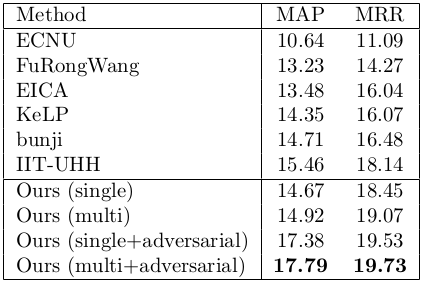 Method MAP MRR
ECNU 10.64 11.09
FuRongWang 13.23 14.27
EICA 13.48 16.04
KeLP 14.35 16.07
bunji 14.71 16.48
IIT-UHH 15.46 18.14
Ours (single) 14.67 18.45
Ours (multi) 14.92 19.07
Ours (single+adversarial) 17.38 19.53
Ours (multi+adversarial) 17.79 19.73